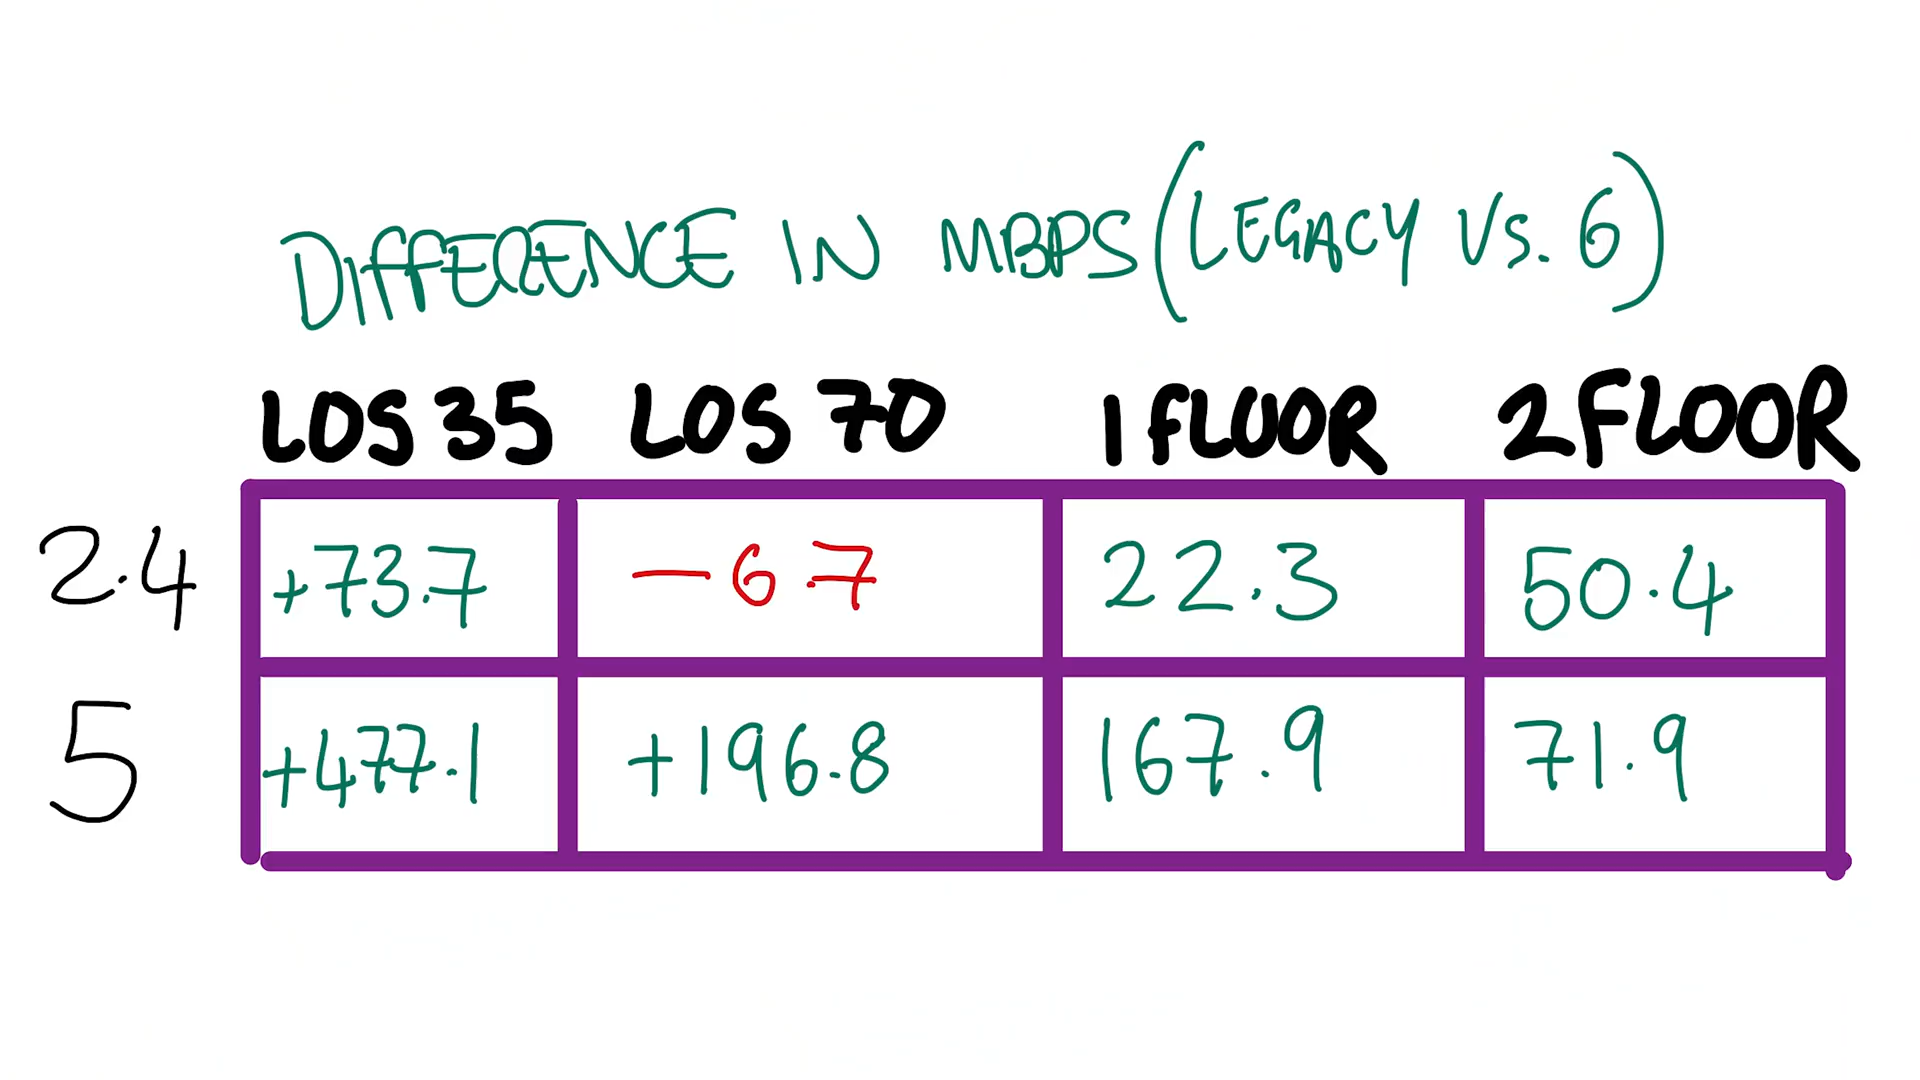 DIFFERENCE IN MBPS (LEGACY VS. 6)
LOS 35 LOS 70 1 FLOOR 2 FLOOR
2.4 +73.7 -6.7 22.3 50.4
5 +477.1 +196.8 167.9 71.9